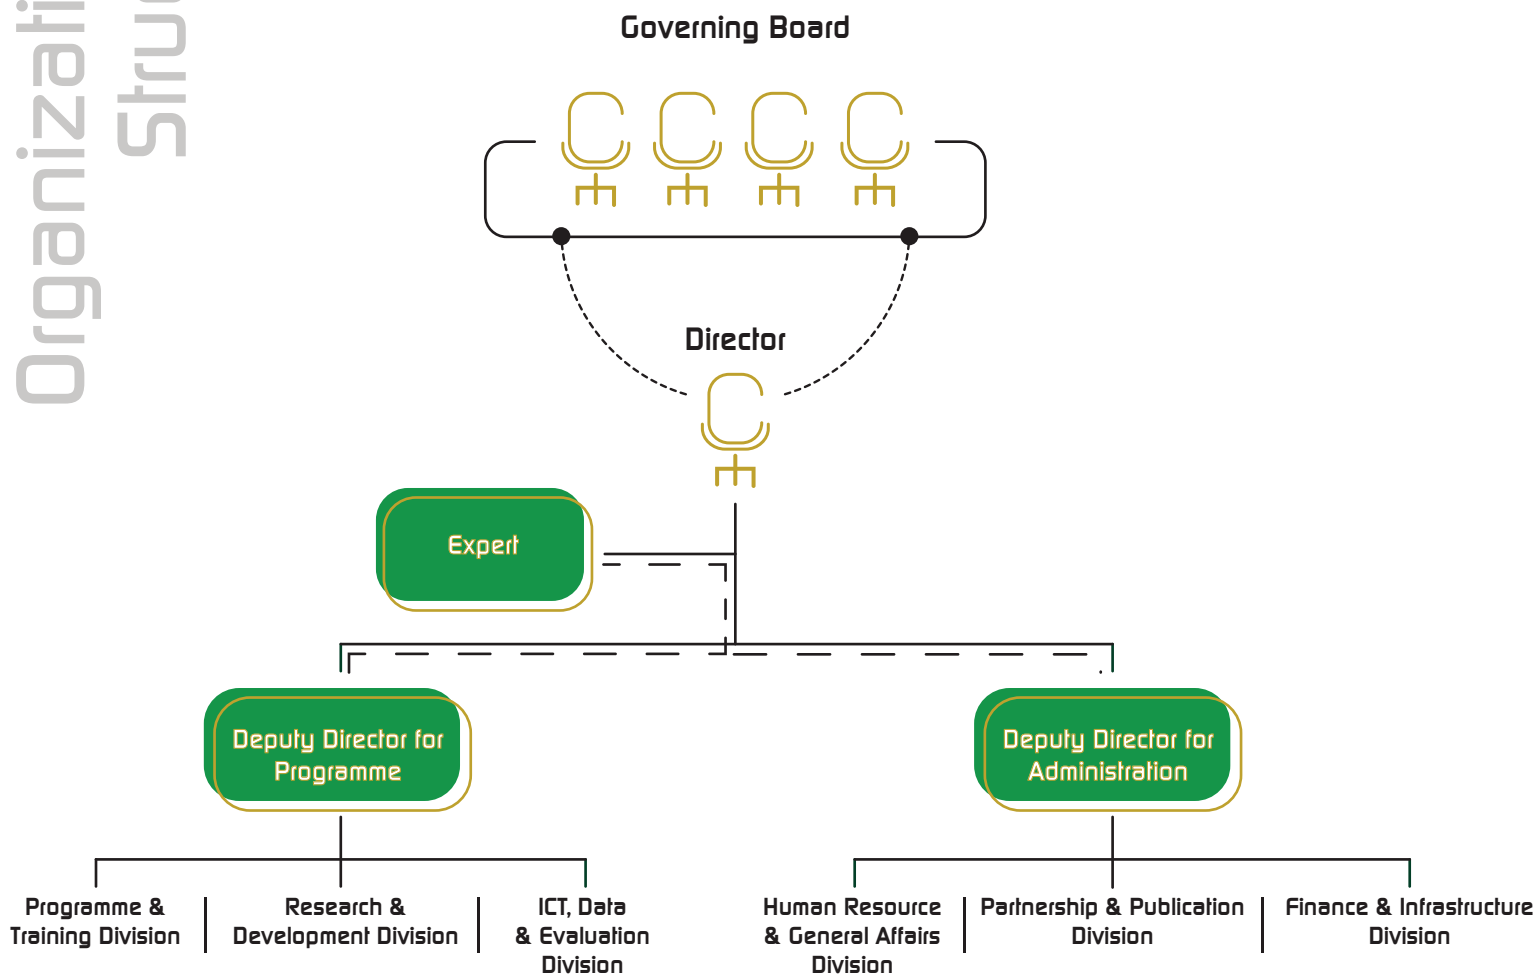 Governing Board
Director
Expert
Deputy Director for
Programme
Deputy Director for
Administration
Programme &
Training Division
Research &
Development Division
ICT, Data
& Evaluation
Division
Human Resource
& General Affairs
Division
Partnership & Publication
Division
Finance & Infrastructure
Division